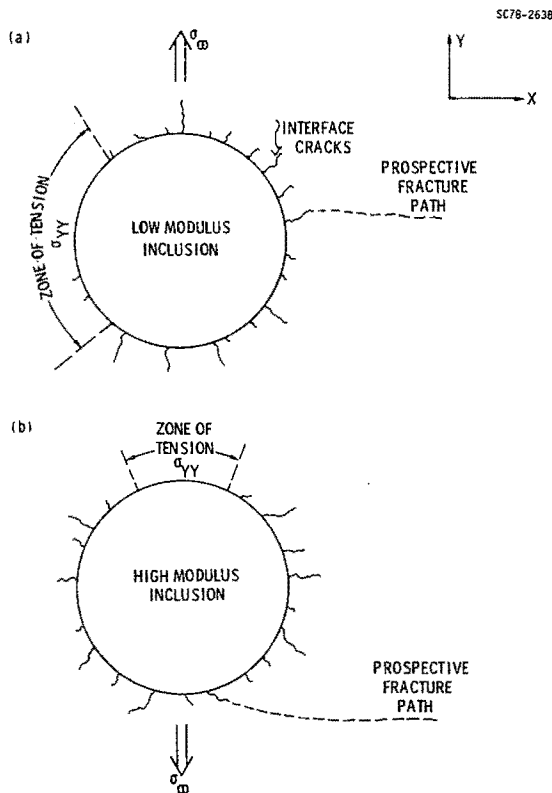 SC78-2638
(a)
σ∞
Y
X
INTERFACE
CRACKS
PROSPECTIVE
FRACTURE
PATH
ZONE OF TENSION
σYY
LOW MODULUS
INCLUSION
(b)
ZONE OF
TENSION
σYY
HIGH MODULUS
INCLUSION
PROSPECTIVE
FRACTURE
PATH
σ∞